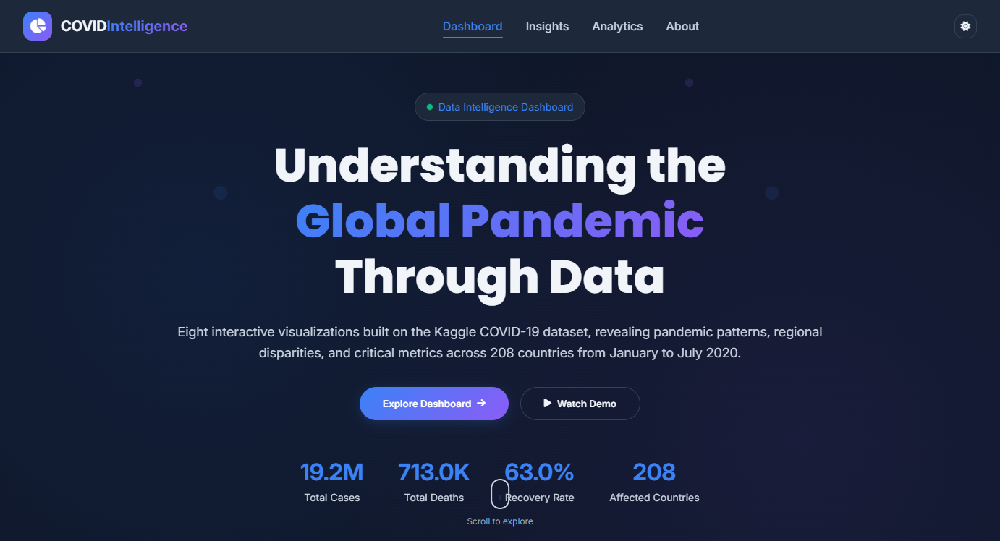 COVIDIntelligence
Dashboard Insights Analytics About
Data Intelligence Dashboard
Understanding the
Global Pandemic
Through Data
Eight interactive visualizations built on the Kaggle COVID-19 dataset, revealing pandemic patterns, regional
disparities, and critical metrics across 208 countries from January to July 2020.
Explore Dashboard Watch Demo
19.2M 713.0K 63.0% 208
Total Cases Total Deaths Recovery Rate Affected Countries
Scroll to explore